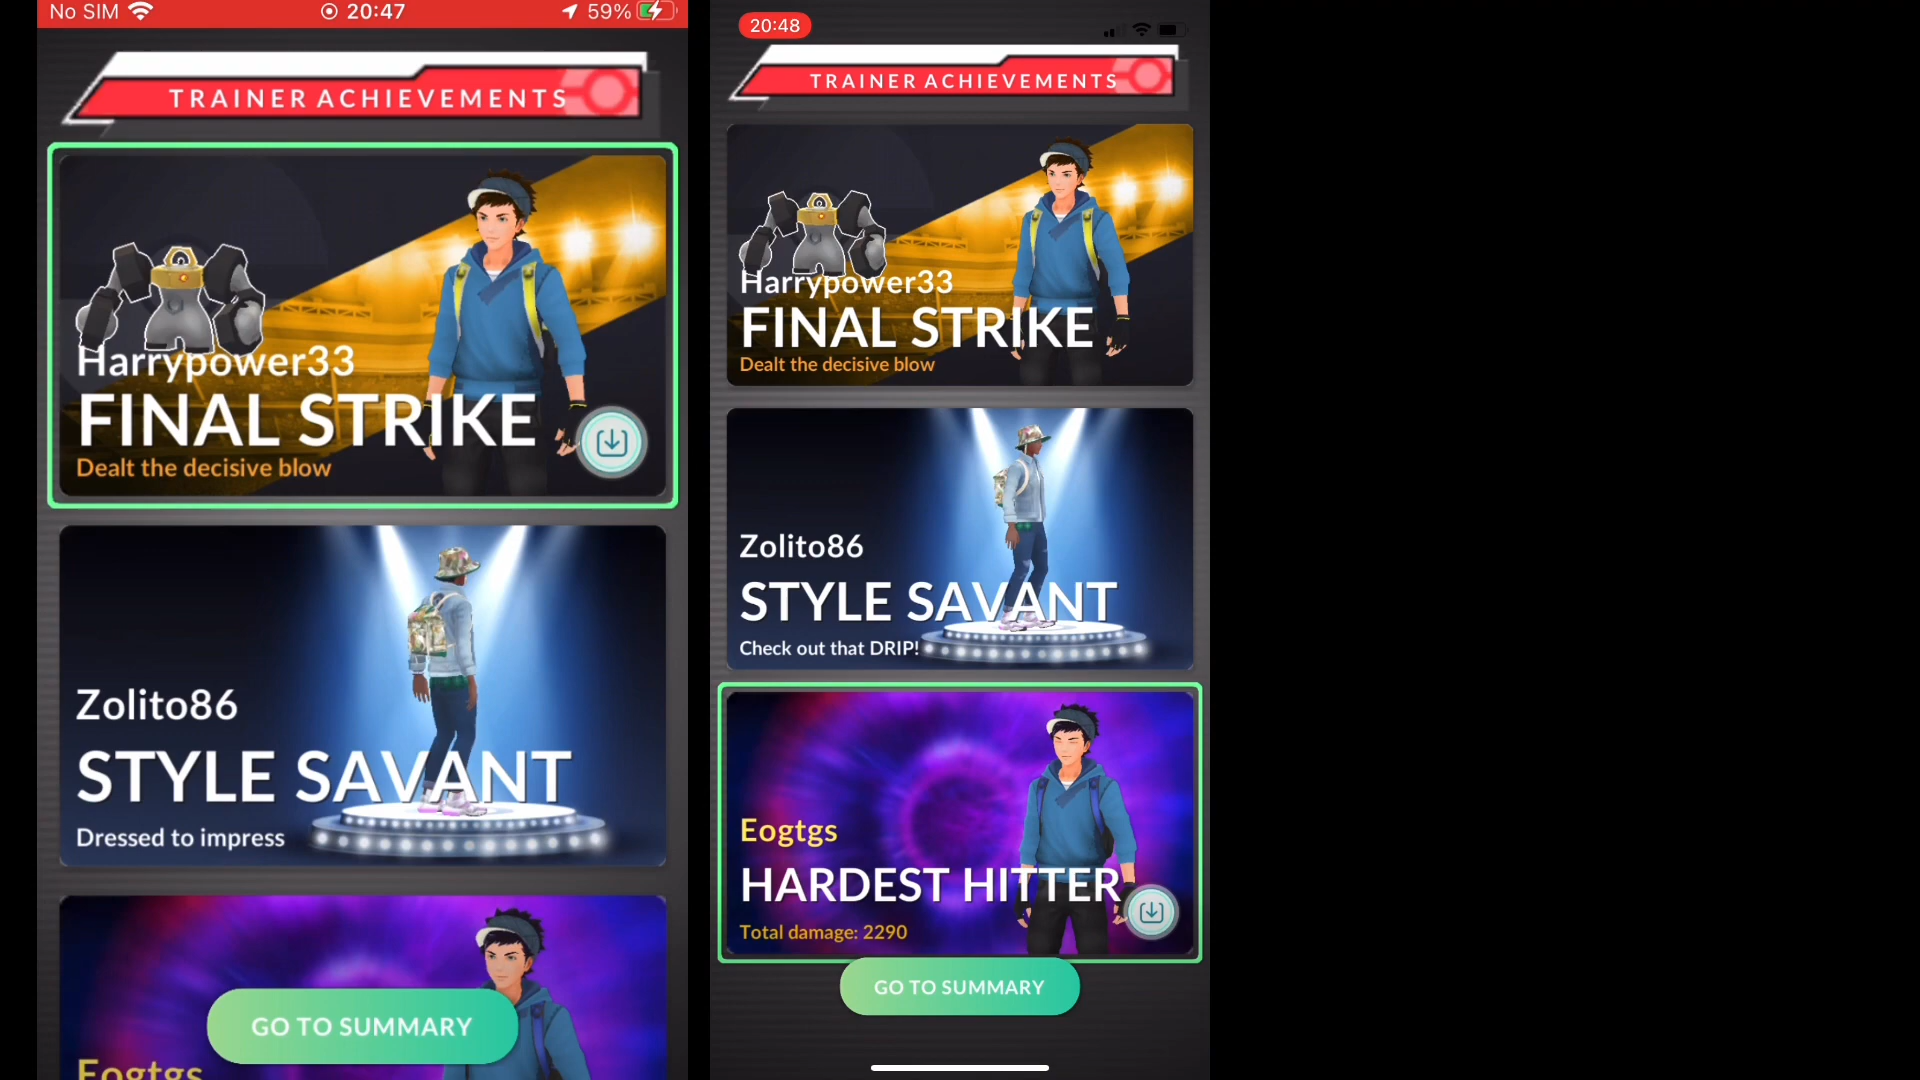 No SIM 20:47 59%
TRAINER ACHIEVEMENTS
Harrypower33
FINAL STRIKE
Dealt the decisive blow
Zolito86
STYLE SAVANT
Dressed to impress
GO TO SUMMARY
Eogtgs
20:48
TRAINER ACHIEVEMENTS
Harrypower33
FINAL STRIKE
Dealt the decisive blow
Zolito86
STYLE SAVANT
Check out that DRIP!
Eogtgs
HARDEST HITTER
Total damage: 2290
GO TO SUMMARY